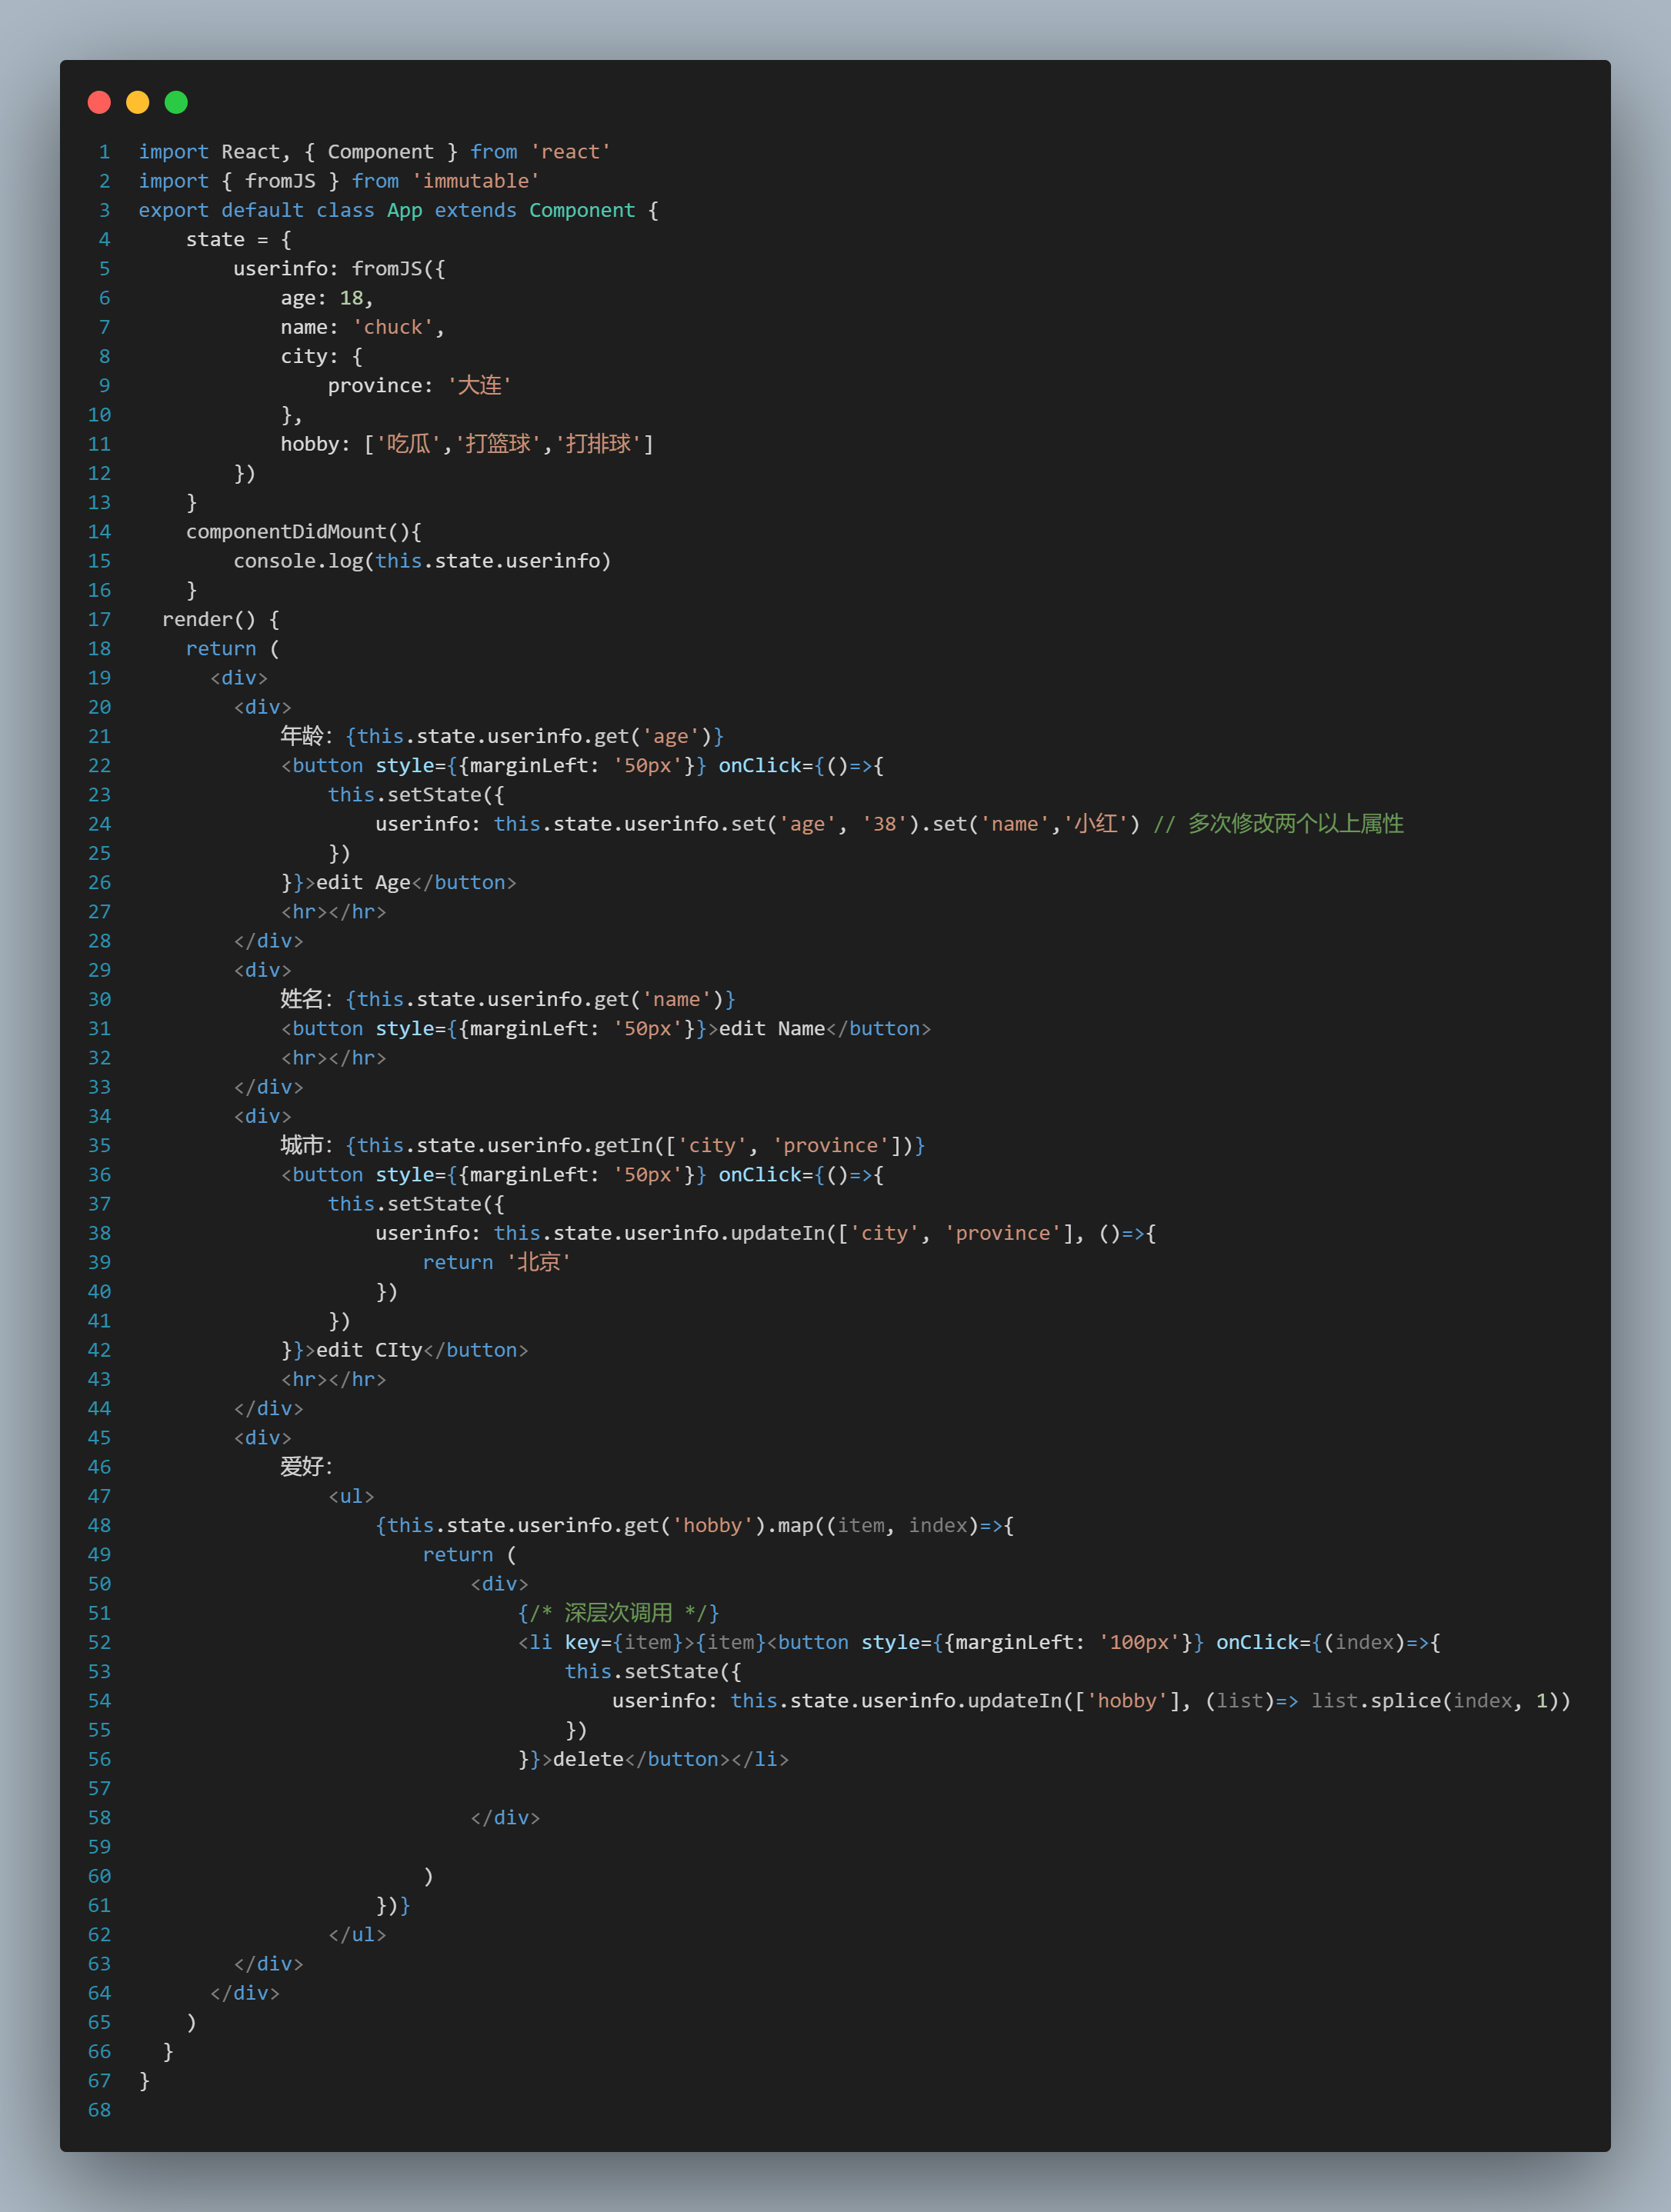 1 import React, { Component } from 'react'
2 import { fromJS } from 'immutable'
3 export default class App extends Component {
4     state = {
5         userinfo: fromJS({
6             age: 18,
7             name: 'chuck',
8             city: {
9                 province: '大连'
10             },
11             hobby: ['吃瓜','打篮球','打排球']
12         })
13     }
14     componentDidMount(){
15         console.log(this.state.userinfo)
16     }
17   render() {
18     return (
19       <div>
20         <div>
21             年龄: {this.state.userinfo.get('age')}
22             <button style={{marginLeft: '50px'}} onClick={()=>{
23                 this.setState({
24                     userinfo: this.state.userinfo.set('age', '38').set('name','小红') // 多次修改两个以上属性
25                 })
26             }}>edit Age</button>
27             <hr></hr>
28         </div>
29         <div>
30             姓名: {this.state.userinfo.get('name')}
31             <button style={{marginLeft: '50px'}}>edit Name</button>
32             <hr></hr>
33         </div>
34         <div>
35             城市: {this.state.userinfo.getIn(['city', 'province'])}
36             <button style={{marginLeft: '50px'}} onClick={()=>{
37                 this.setState({
38                     userinfo: this.state.userinfo.updateIn(['city', 'province'], ()=>{
39                         return '北京'
40                     })
41                 })
42             }}>edit CIty</button>
43             <hr></hr>
44         </div>
45         <div>
46             爱好:
47                 <ul>
48                     {this.state.userinfo.get('hobby').map((item, index)=>{
49                         return (
50                             <div>
51                                 {/* 深层次调用 */}
52                                 <li key={item}>{item}<button style={{marginLeft: '100px'}} onClick={(index)=>{
53                                     this.setState({
54                                         userinfo: this.state.userinfo.updateIn(['hobby'], (list)=> list.splice(index, 1))
55                                     })
56                                 }}>delete</button></li>
57
58                             </div>
59
60                         )
61                     })}
62                 </ul>
63         </div>
64       </div>
65     )
66   }
67 }
68